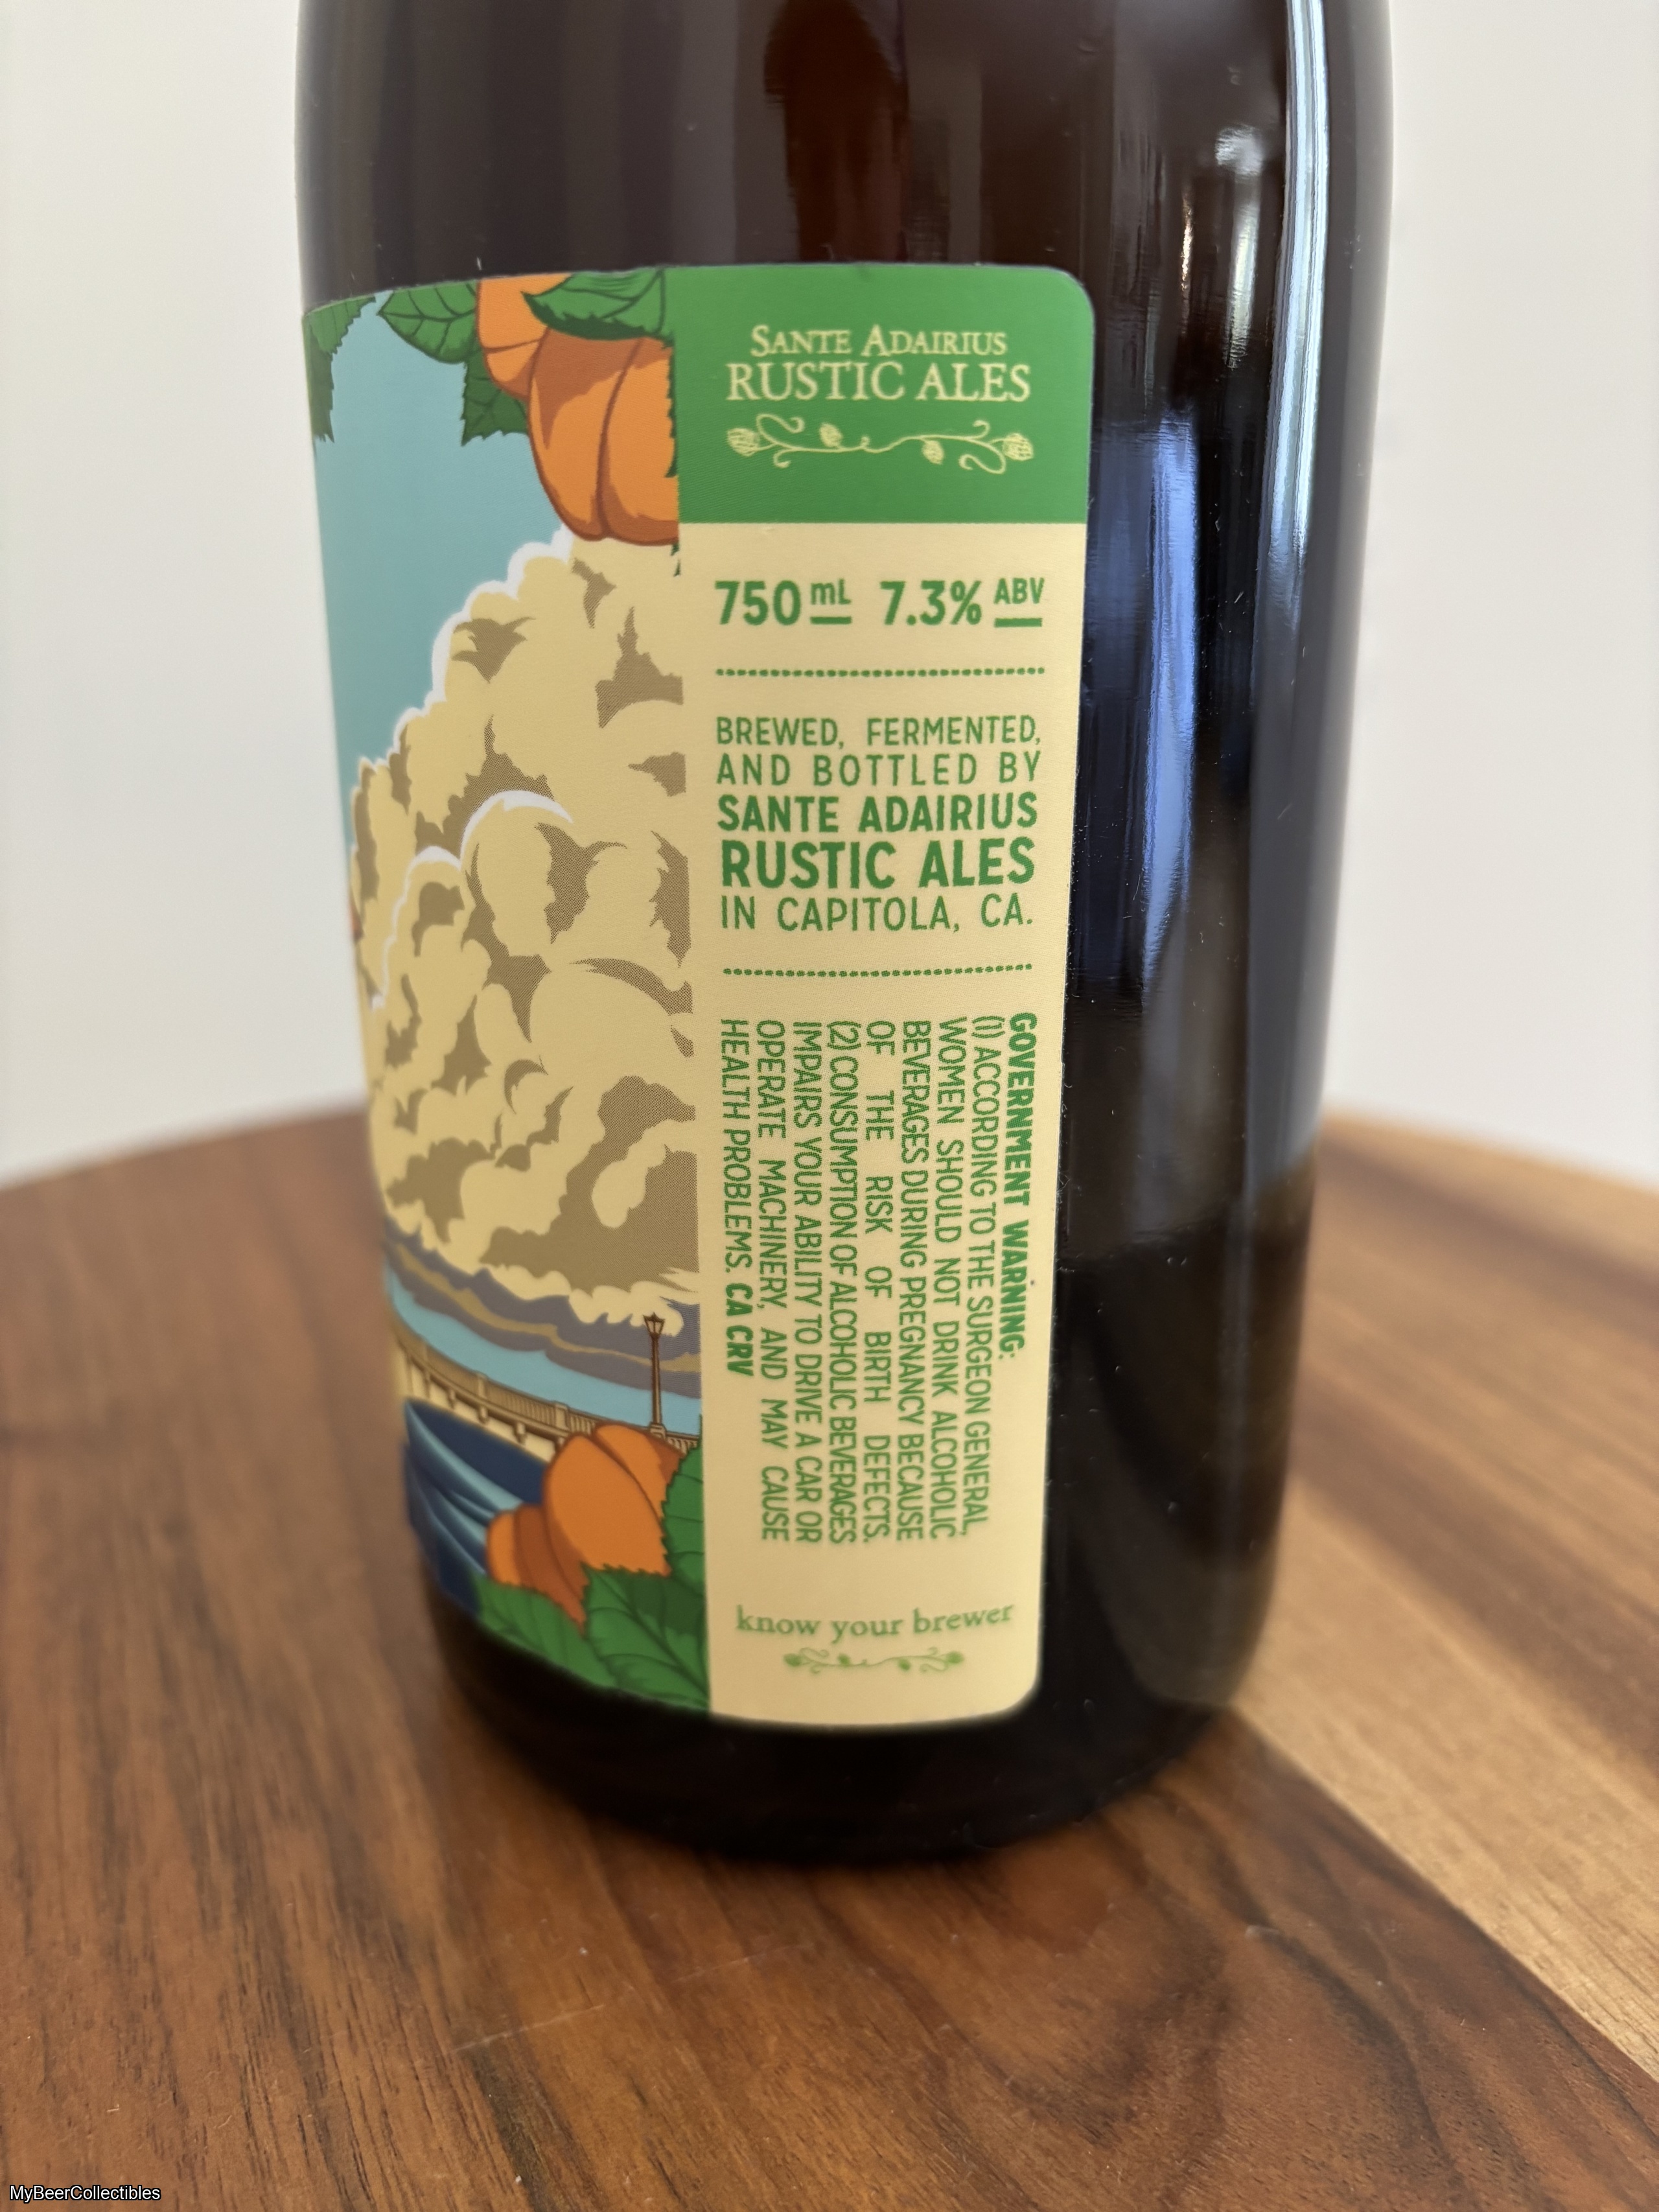 SANTE ADAIRIUS
RUSTIC ALES
750 mL 7.3% ABV
BREWED, FERMENTED,
AND BOTTLED BY
SANTE ADAIRIUS
RUSTIC ALES
IN CAPITOLA, CA.
GOVERNMENT WARNING:
(1) ACCORDING TO THE SURGEON GENERAL,
WOMEN SHOULD NOT DRINK ALCOHOLIC
BEVERAGES DURING PREGNANCY BECAUSE
OF THE RISK OF BIRTH DEFECTS.
(2) CONSUMPTION OF ALCOHOLIC BEVERAGES
IMPAIRS YOUR ABILITY TO DRIVE A CAR OR
OPERATE MACHINERY, AND MAY CAUSE
HEALTH PROBLEMS. CA CRV
know your brewer
MyBeerCollectibles